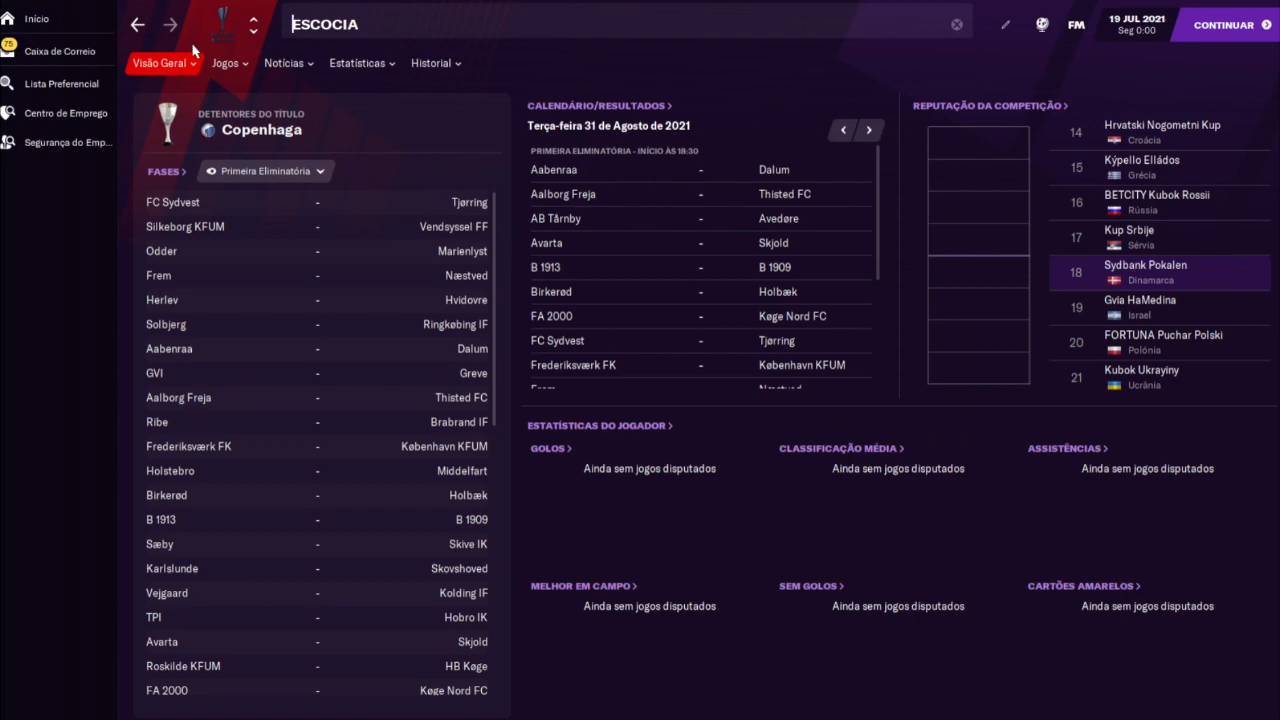 Início
75
Caixa de Correio
Lista Preferencial
Centro de Emprego
Segurança do Emp...
ESCOCIA
FM
19 JUL 2021
Seg 0:00
CONTINUAR
Visão Geral
Jogos
Notícias
Estatísticas
Historial
DETENTORES DO TÍTULO
Copenhaga
FASES >
Primeira Eliminatória
FC Sydvest - Tjørring
Silkeborg KFUM - Vendsyssel FF
Odder - Marienlyst
Frem - Næstved
Herlev - Hvidovre
Solbjerg - Ringkøbing IF
Aabenraa - Dalum
GVI - Greve
Aalborg Freja - Thisted FC
Ribe - Brabrand IF
Frederiksværk FK - København KFUM
Holstebro - Middelfart
Birkerød - Holbæk
B 1913 - B 1909
Sæby - Skive IK
Karlslunde - Skovshoved
Vejgaard - Kolding IF
TPI - Hobro IK
Avarta - Skjold
Roskilde KFUM - HB Køge
FA 2000 - Køge Nord FC
CALENDÁRIO/RESULTADOS >
Terça-feira 31 de Agosto de 2021
PRIMEIRA ELIMINATÓRIA - INÍCIO ÀS 18:30
Aabenraa - Dalum
Aalborg Freja - Thisted FC
AB Tårnby - Avedøre
Avarta - Skjold
B 1913 - B 1909
Birkerød - Holbæk
FA 2000 - Køge Nord FC
FC Sydvest - Tjørring
Frederiksværk FK - København KFUM
Frem - Næstved
REPUTAÇÃO DA COMPETIÇÃO >
14 Hrvatski Nogometni Kup
Croácia
15 Kýpello Elládos
Grécia
16 BETCITY Kubok Rossii
Rússia
17 Kup Srbije
Sérvia
18 Sydbank Pokalen
Dinamarca
19 Gvia HaMedina
Israel
20 FORTUNA Puchar Polski
Polónia
21 Kubok Ukrayiny
Ucrânia
ESTATÍSTICAS DO JOGADOR >
GOLOS >
Ainda sem jogos disputados
CLASSIFICAÇÃO MÉDIA >
Ainda sem jogos disputados
ASSISTÊNCIAS >
Ainda sem jogos disputados
MELHOR EM CAMPO >
Ainda sem jogos disputados
SEM GOLOS >
Ainda sem jogos disputados
CARTÕES AMARELOS >
Ainda sem jogos disputados